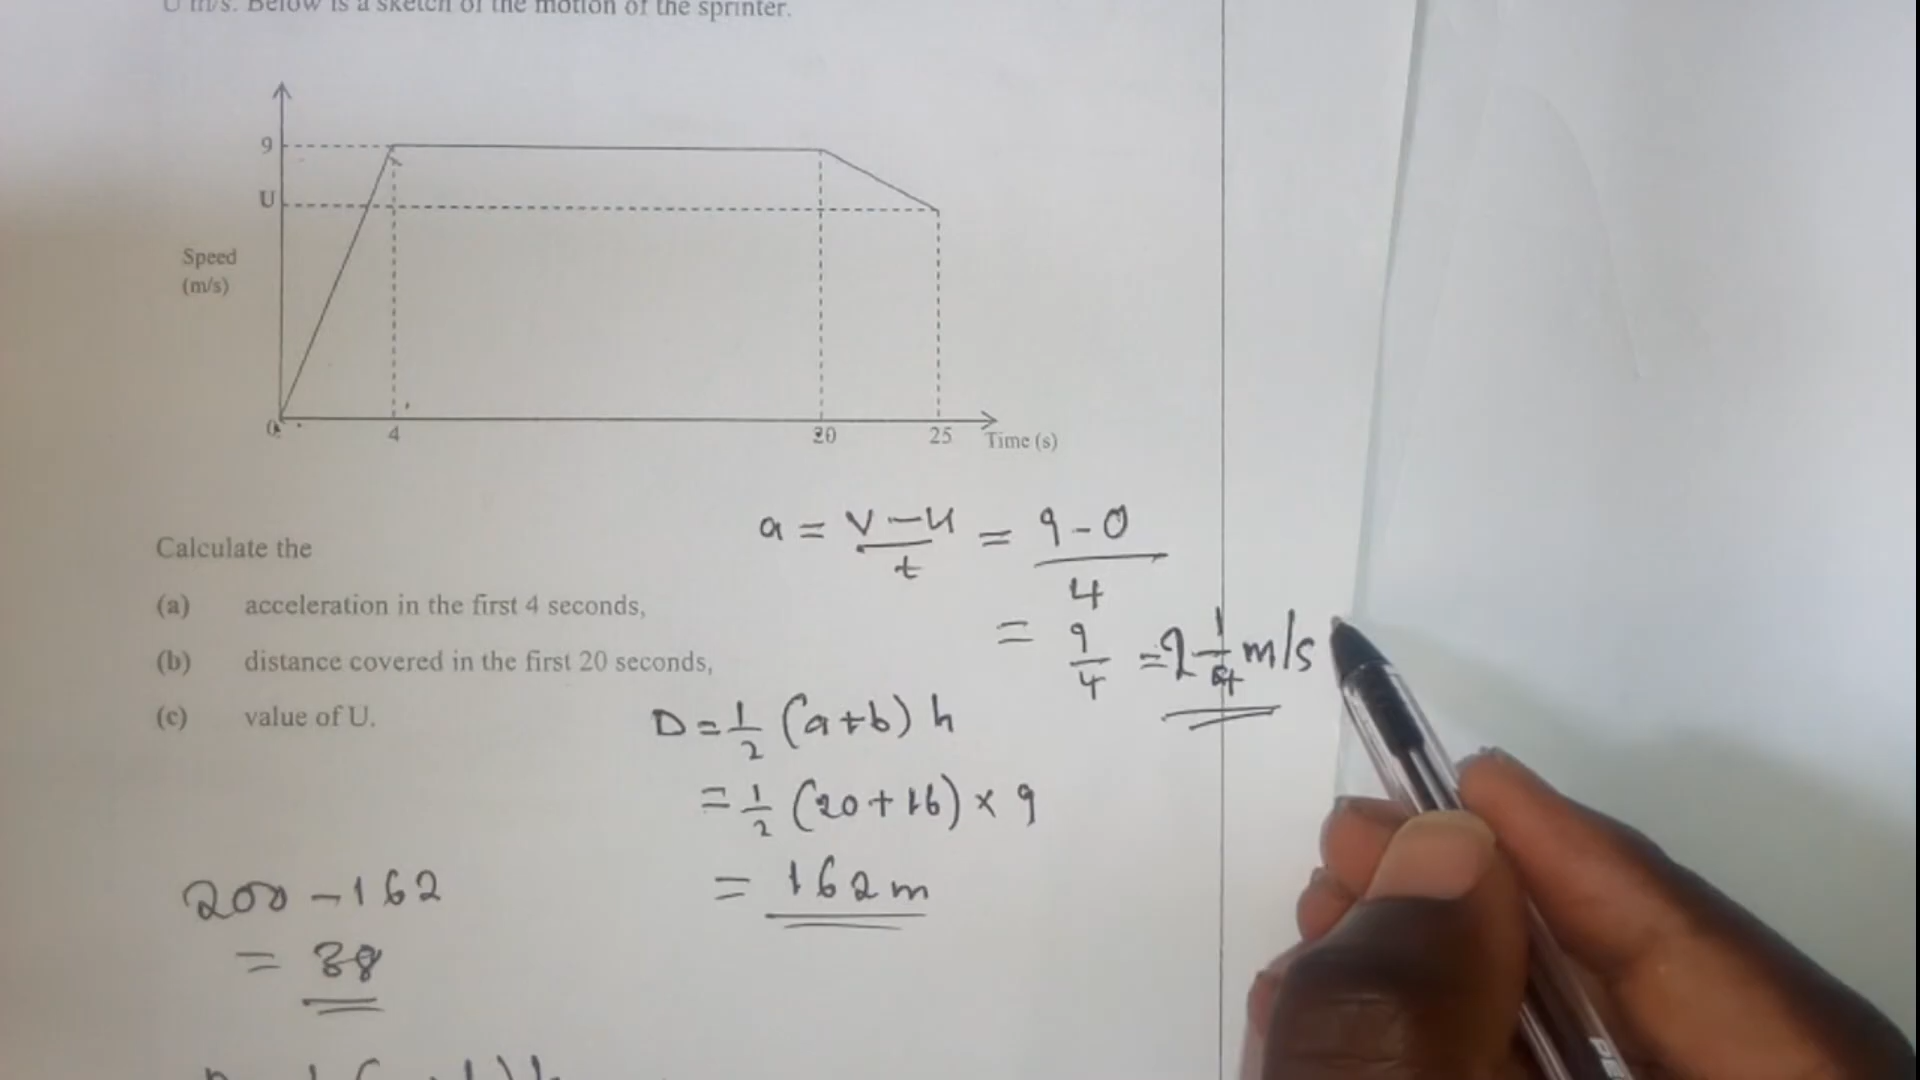 U m/s. Below is a sketch of the motion of the sprinter.
9
U
Speed
(m/s)
0
4
20
25
Time (s)
a = v - u / t = 9 - 0 / 4
= 9/4 = 2 1/4 m/s
Calculate the
(a) acceleration in the first 4 seconds,
(b) distance covered in the first 20 seconds,
(c) value of U.
D = 1/2 (a+b) h
= 1/2 (20+16) × 9
= 162 m
200 - 162
= 38